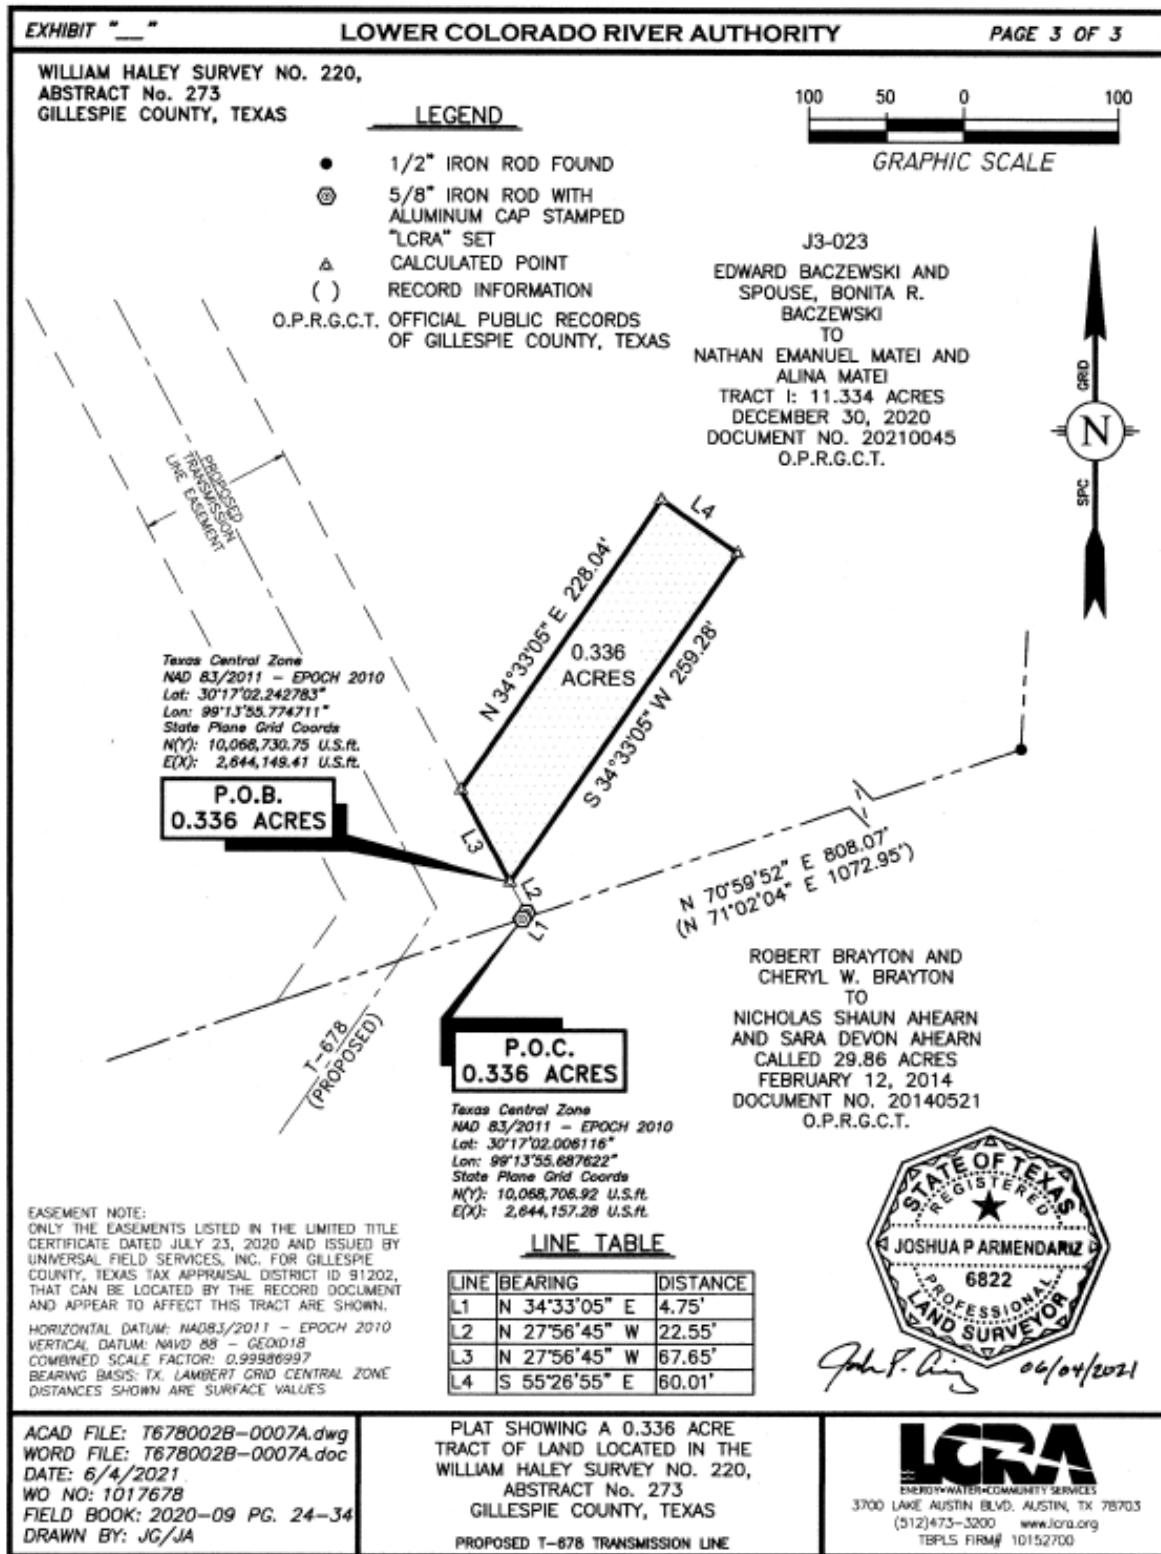 EXHIBIT "__"
LOWER COLORADO RIVER AUTHORITY
PAGE 3 OF 3
WILLIAM HALEY SURVEY NO. 220,
ABSTRACT No. 273
GILLESPIE COUNTY, TEXAS
LEGEND
1/2" IRON ROD FOUND
5/8" IRON ROD WITH
ALUMINUM CAP STAMPED
"LCRA" SET
CALCULATED POINT
( ) RECORD INFORMATION
O.P.R.G.C.T. OFFICIAL PUBLIC RECORDS
OF GILLESPIE COUNTY, TEXAS
100 50 0 100
GRAPHIC SCALE
J3-023
EDWARD BACZEWSKI AND
SPOUSE, BONITA R.
BACZEWSKI
TO
NATHAN EMANUEL MATEI AND
ALINA MATEI
TRACT I: 11.334 ACRES
DECEMBER 30, 2020
DOCUMENT NO. 20210045
O.P.R.G.C.T.
GRID
N
SPC
PROPOSED
TRANSMISSION
LINE EASEMENT
L4
N 34°33'05" E 228.04'
0.336
ACRES
S 34°33'05" W 259.28'
Texas Central Zone
NAD 83/2011 - EPOCH 2010
Lat: 30°17'02.242783"
Lon: 99°13'55.774711"
State Plane Grid Coords
N(Y): 10,068,730.75 U.S.ft.
E(X): 2,644,149.41 U.S.ft.
P.O.B.
0.336 ACRES
L3
L2
L1
N 70°59'52" E 808.07'
(N 71°02'04" E 1072.95')
T-678
(PROPOSED)
P.O.C.
0.336 ACRES
Texas Central Zone
NAD 83/2011 - EPOCH 2010
Lat: 30°17'02.006116"
Lon: 99°13'55.687622"
State Plane Grid Coords
N(Y): 10,068,706.92 U.S.ft.
E(X): 2,644,157.28 U.S.ft.
ROBERT BRAYTON AND
CHERYL W. BRAYTON
TO
NICHOLAS SHAUN AHEARN
AND SARA DEVON AHEARN
CALLED 29.86 ACRES
FEBRUARY 12, 2014
DOCUMENT NO. 20140521
O.P.R.G.C.T.
EASEMENT NOTE:
ONLY THE EASEMENTS LISTED IN THE LIMITED TITLE
CERTIFICATE DATED JULY 23, 2020 AND ISSUED BY
UNIVERSAL FIELD SERVICES, INC. FOR GILLESPIE
COUNTY, TEXAS TAX APPRAISAL DISTRICT ID 91202,
THAT CAN BE LOCATED BY THE RECORD DOCUMENT
AND APPEAR TO AFFECT THIS TRACT ARE SHOWN.
HORIZONTAL DATUM: NAD83/2011 - EPOCH 2010
VERTICAL DATUM: NAVD 88 - GEOID18
COMBINED SCALE FACTOR: 0.99986997
BEARING BASIS: TX. LAMBERT GRID CENTRAL ZONE
DISTANCES SHOWN ARE SURFACE VALUES
LINE TABLE
LINE BEARING DISTANCE
L1 N 34°33'05" E 4.75'
L2 N 27°56'45" W 22.55'
L3 N 27°56'45" W 67.65'
L4 S 55°26'55" E 60.01'
STATE OF TEXAS
REGISTERED
JOSHUA P ARMENDARIZ
6822
PROFESSIONAL
LAND SURVEYOR
06/04/2021
ACAD FILE: T678002B-0007A.dwg
WORD FILE: T678002B-0007A.doc
DATE: 6/4/2021
WO NO: 1017678
FIELD BOOK: 2020-09 PG. 24-34
DRAWN BY: JG/JA
PLAT SHOWING A 0.336 ACRE
TRACT OF LAND LOCATED IN THE
WILLIAM HALEY SURVEY NO. 220,
ABSTRACT No. 273
GILLESPIE COUNTY, TEXAS
PROPOSED T-678 TRANSMISSION LINE
LCRA
ENERGY•WATER•COMMUNITY SERVICES
3700 LAKE AUSTIN BLVD. AUSTIN, TX 78703
(512)473-3200 www.lcra.org
TBPLS FIRM# 10152700